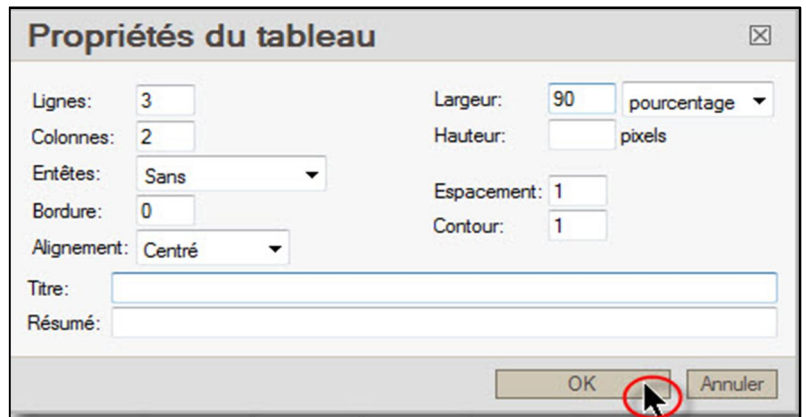 Propriétés du tableau
Lignes: 3
Largeur: 90 pourcentage
Colonnes: 2
Hauteur: pixels
Entêtes: Sans
Espacement: 1
Bordure: 0
Contour: 1
Alignement: Centré
Titre:
Résumé:
OK Annuler